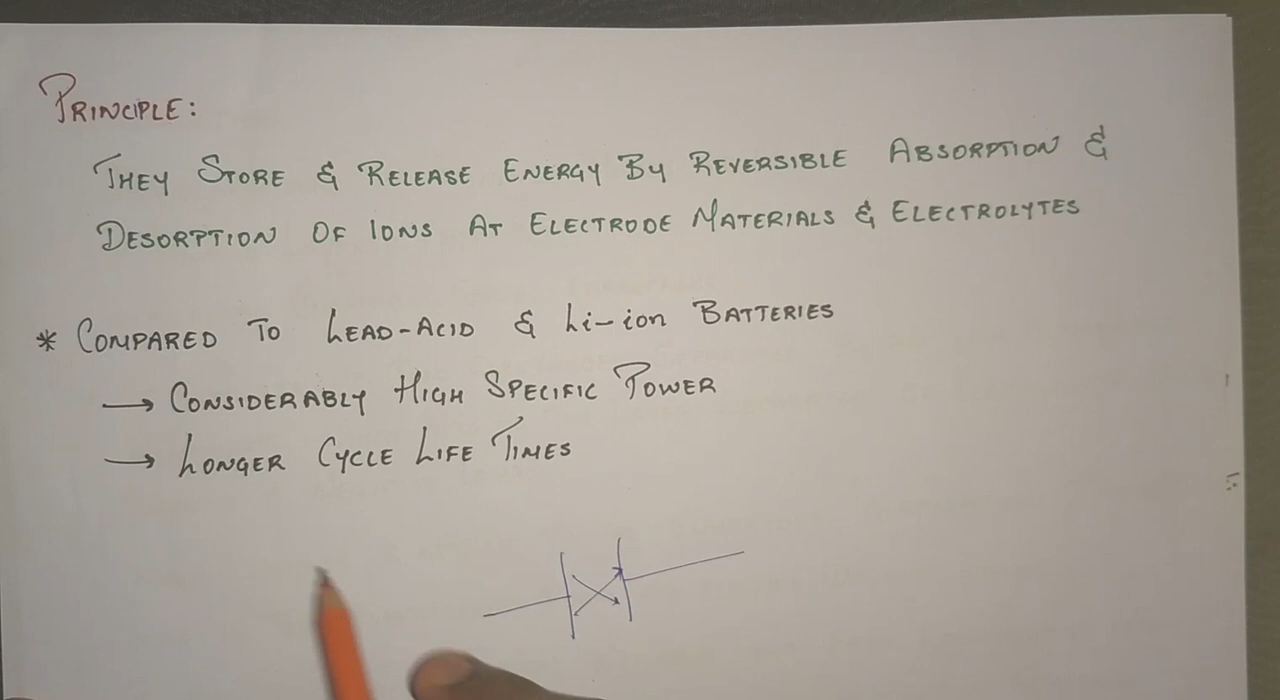 PRINCIPLE:
THEY STORE & RELEASE ENERGY BY REVERSIBLE ABSORPTION &
DESORPTION OF IONS AT ELECTRODE MATERIALS & ELECTROLYTES
* COMPARED TO LEAD-ACID & Li-ion BATTERIES
→ CONSIDERABLY HIGH SPECIFIC POWER
→ LONGER CYCLE LIFE TIMES